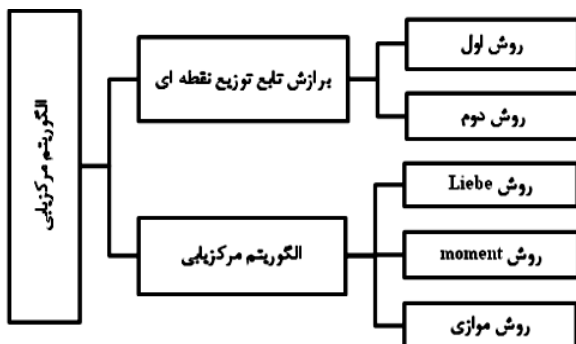 الگوریتم مرکزیابی
برازش تابع توزیع نقطه ای
روش اول
روش دوم
الگوریتم مرکزیابی
روش Liebe
روش moment
روش موازی